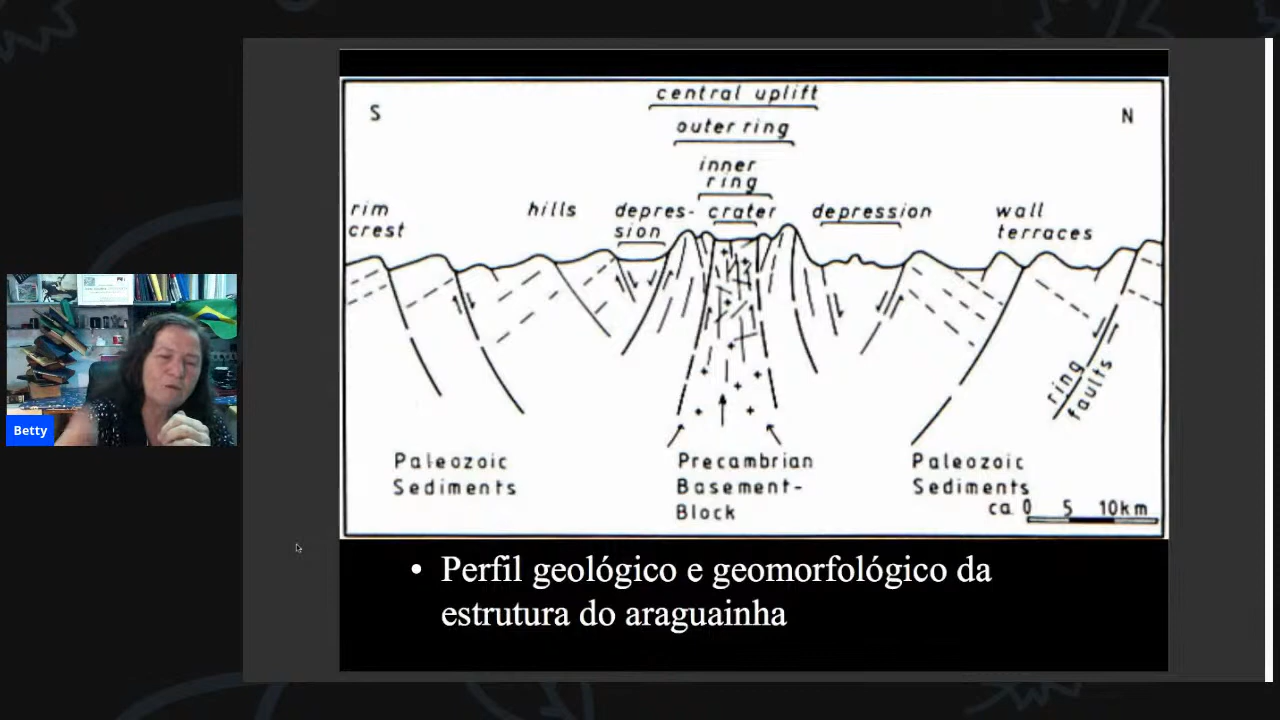 central uplift
S
N
outer ring
inner
ring
rim
crest
hills
depres-
sion
crater
depression
wall
terraces
ring
faults
Betty
Paleozoic
Sediments
Precambrian
Basement-
Block
Paleozoic
Sediments
ca 0 5 10km
• Perfil geológico e geomorfológico da
estrutura do araguainha